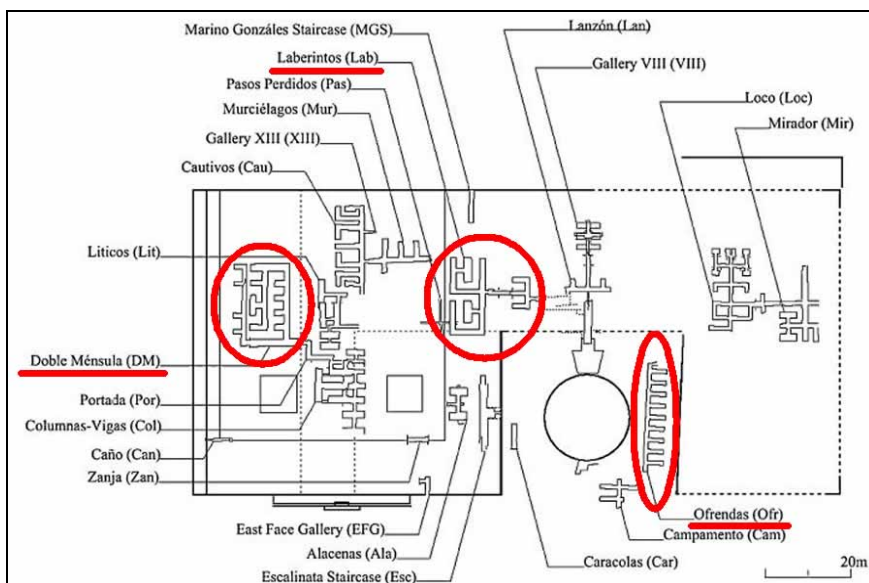 Marino Gonzáles Staircase (MGS)
Laberintos (Lab)
Pasos Perdidos (Pas)
Murciélagos (Mur)
Gallery XIII (XIII)
Cautivos (Cau)
Líticos (Lit)
Doble Ménsula (DM)
Portada (Por)
Columnas-Vigas (Col)
Caño (Can)
Zanja (Zan)
East Face Gallery (EFG)
Alacenas (Ala)
Escalinata Staircase (Esc)
Lanzón (Lan)
Gallery VIII (VIII)
Loco (Loc)
Mirador (Mir)
Ofrendas (Ofr)
Campamento (Cam)
Caracolas (Car)
20m